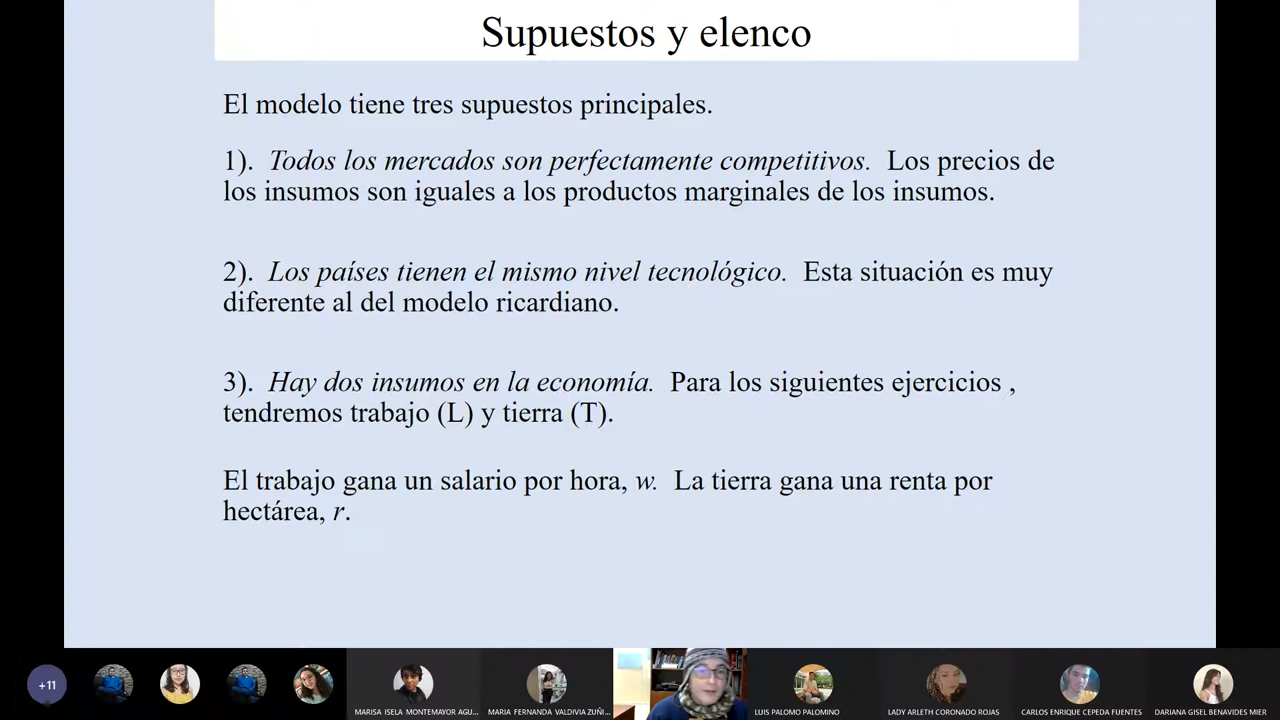 Supuestos y elenco
El modelo tiene tres supuestos principales.
1). Todos los mercados son perfectamente competitivos. Los precios de
los insumos son iguales a los productos marginales de los insumos.
2). Los países tienen el mismo nivel tecnológico. Esta situación es muy
diferente al del modelo ricardiano.
3). Hay dos insumos en la economía. Para los siguientes ejercicios ,
tendremos trabajo (L) y tierra (T).
El trabajo gana un salario por hora, w. La tierra gana una renta por
hectárea, r.
+11
MARISA ISELA MONTEMAYOR AGU...
MARIA FERNANDA VALDIVIA ZUÑI...
LUIS PALOMO PALOMINO
LADY ARLETH CORONADO ROJAS
CARLOS ENRIQUE CEPEDA FUENTES
DARIANA GISEL BENAVIDES MIER